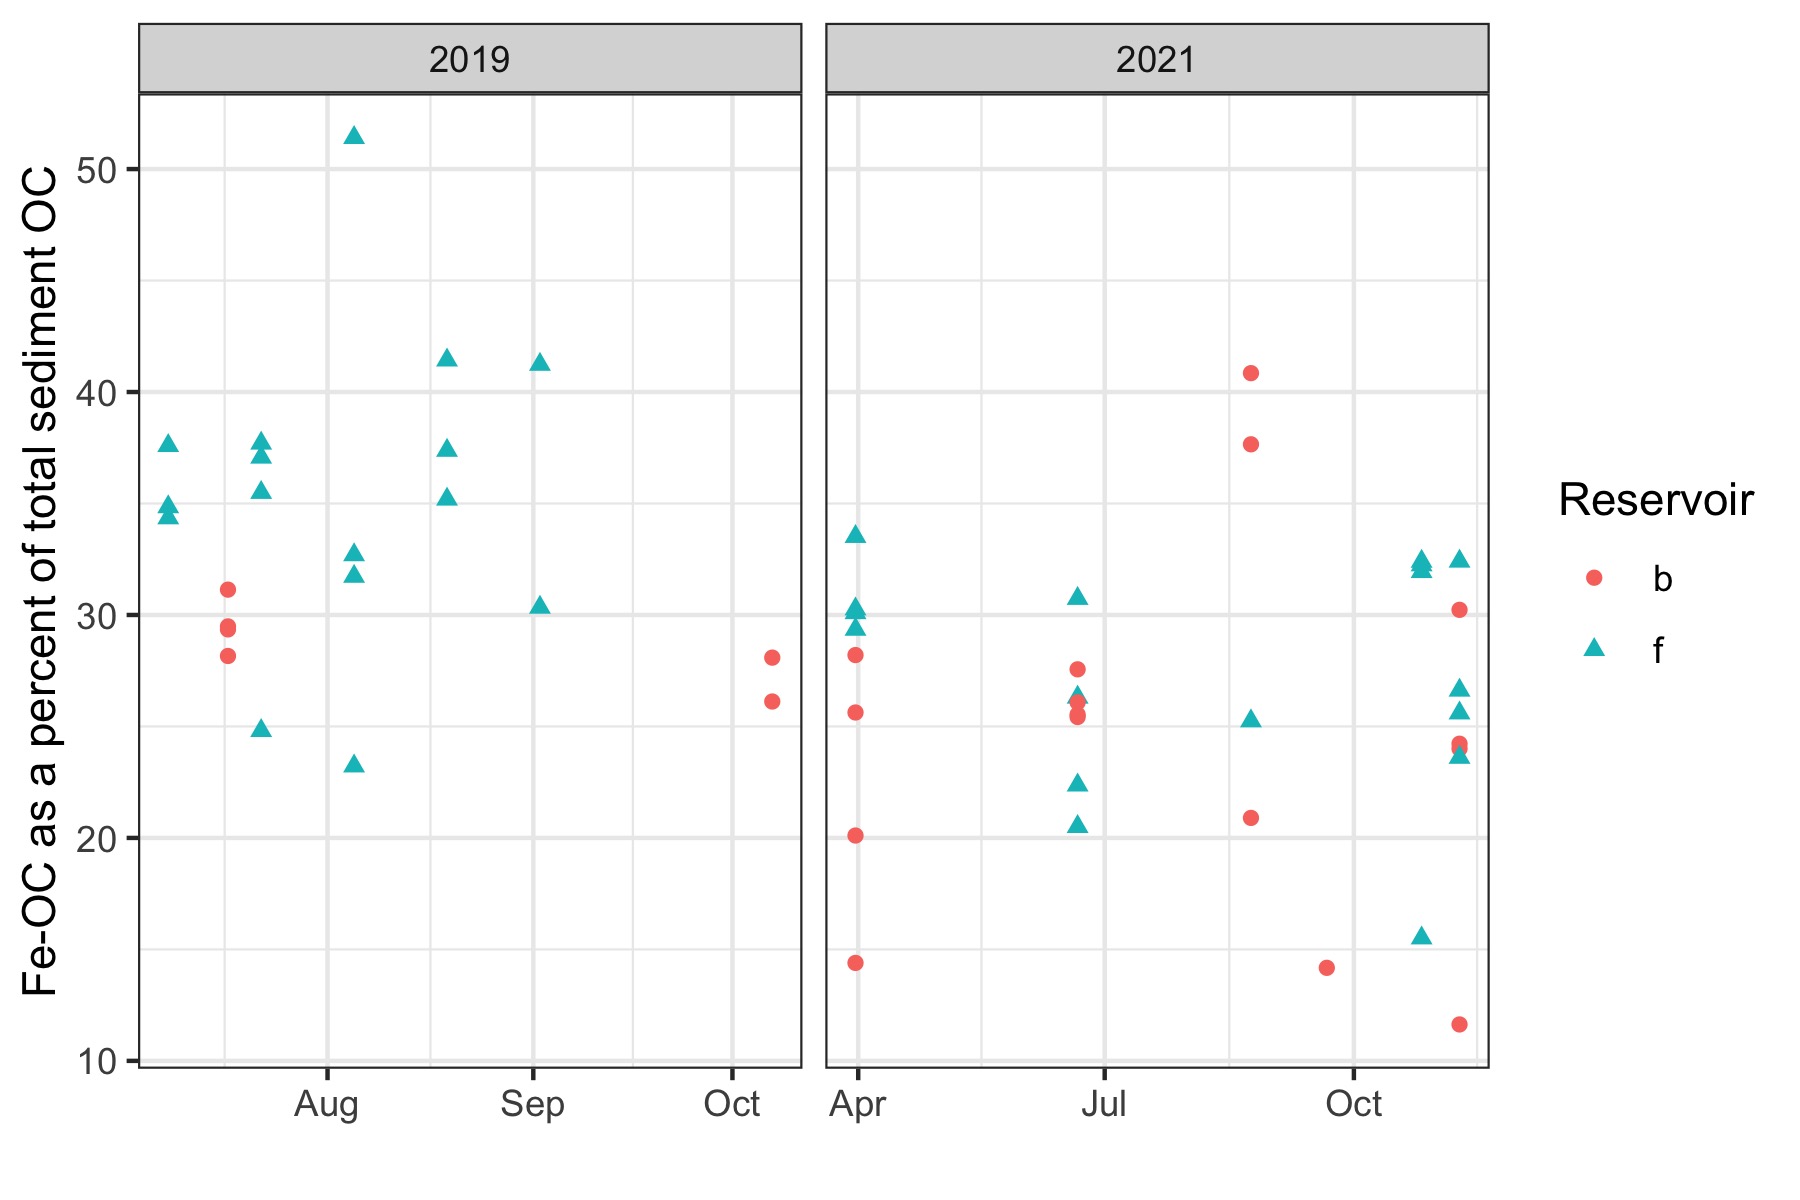 2019
2021
Fe-OC as a percent of total sediment OC
50
40
30
20
10
Aug
Sep
Oct
Apr
Jul
Oct
Reservoir
b
f